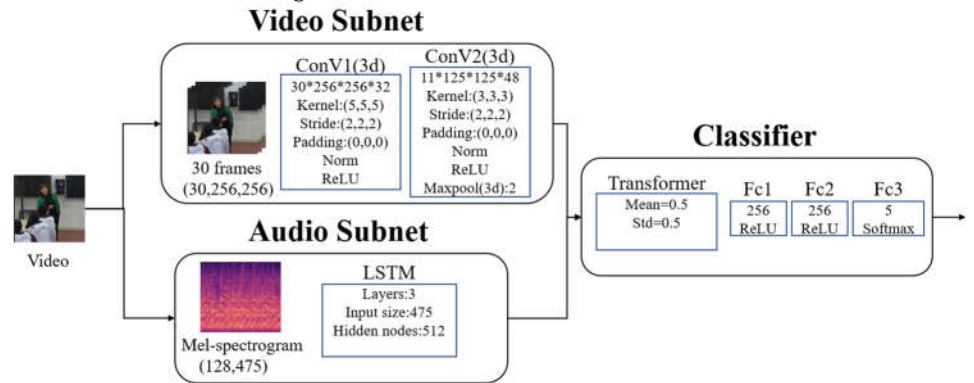 Video Subnet
ConV1(3d)
30*256*256*32
Kernel:(5,5,5)
Stride:(2,2,2)
Padding:(0,0,0)
Norm
ReLU
ConV2(3d)
11*125*125*48
Kernel:(3,3,3)
Stride:(2,2,2)
Padding:(0,0,0)
Norm
ReLU
Maxpool(3d):2
30 frames
(30,256,256)
Video
Audio Subnet
Mel-spectrogram
(128,475)
LSTM
Layers:3
Input size:475
Hidden nodes:512
Classifier
Transformer
Mean=0.5
Std=0.5
Fc1
256
ReLU
Fc2
256
ReLU
Fc3
5
Softmax